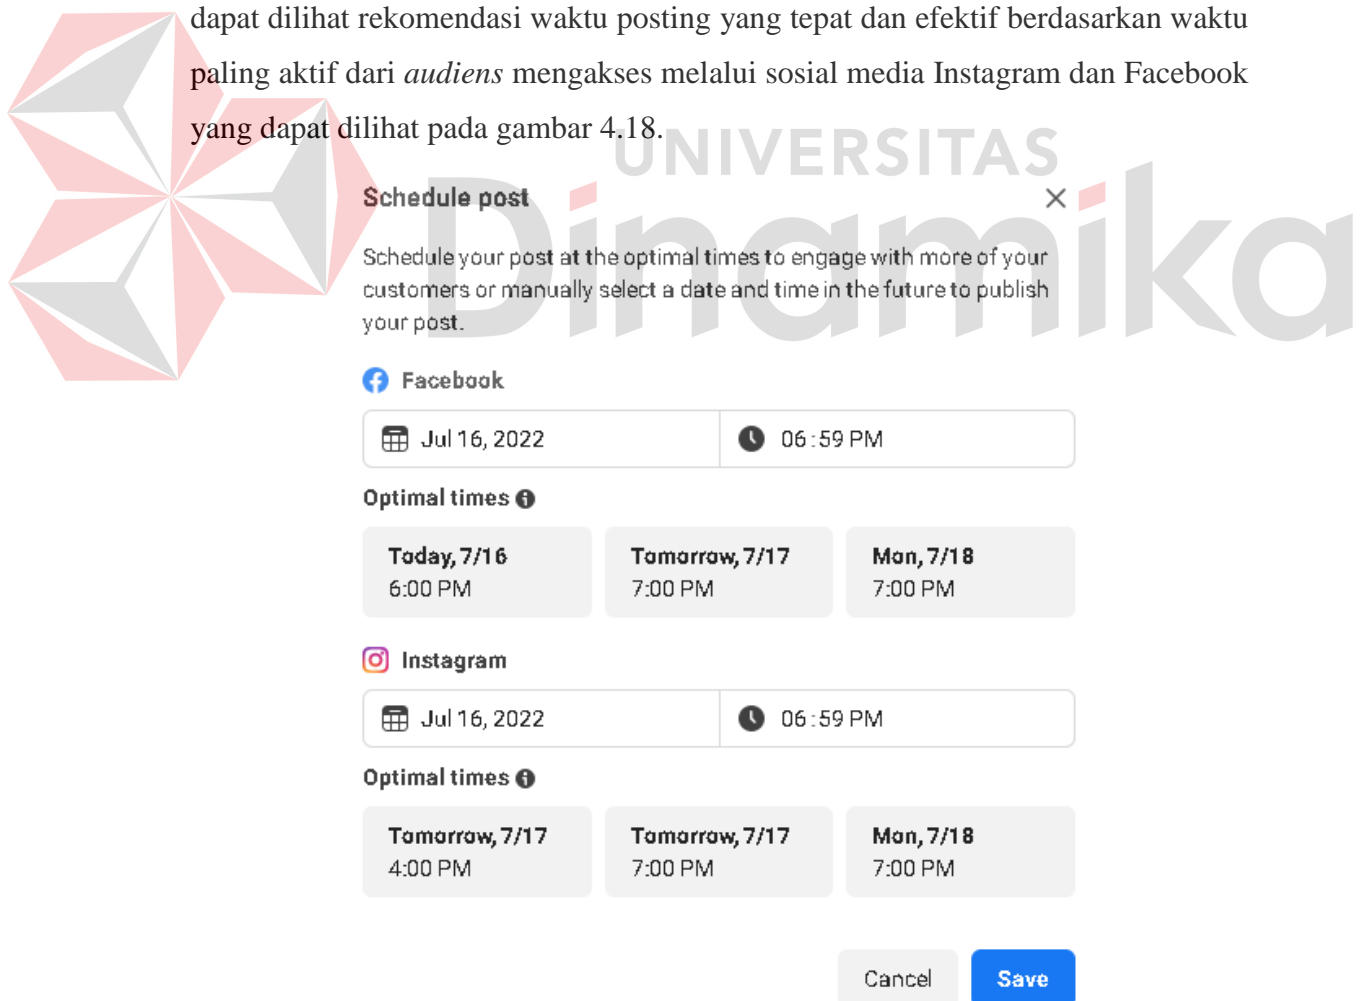 dapat dilihat rekomendasi waktu posting yang tepat dan efektif berdasarkan waktu
paling aktif dari audiens mengakses melalui sosial media Instagram dan Facebook
yang dapat dilihat pada gambar 4.18.
UNIVERSITAS
Dinamika
Schedule post
Schedule your post at the optimal times to engage with more of your
customers or manually select a date and time in the future to publish
your post.
Facebook
Jul 16, 2022 06:59 PM
Optimal times
Today, 7/16 Tomorrow, 7/17 Mon, 7/18
6:00 PM 7:00 PM 7:00 PM
Instagram
Jul 16, 2022 06:59 PM
Optimal times
Tomorrow, 7/17 Tomorrow, 7/17 Mon, 7/18
4:00 PM 7:00 PM 7:00 PM
Cancel Save